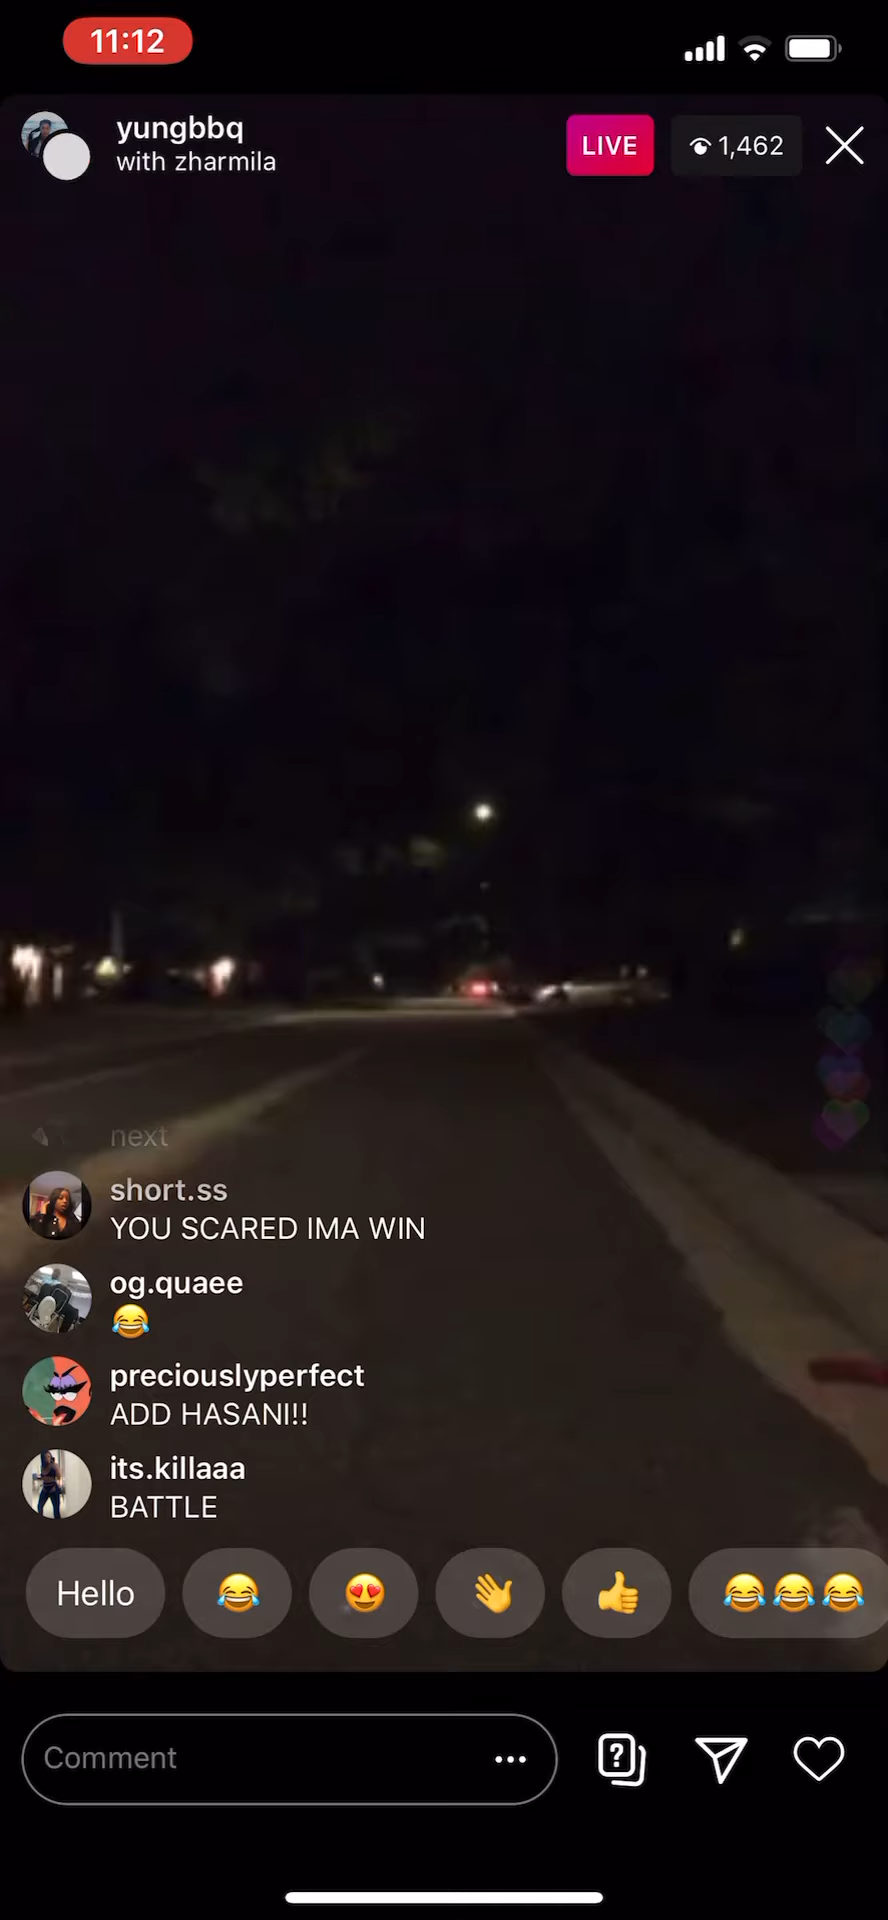 11:12
yungbbq
with zharmila
LIVE
1,462
next
short.ss
YOU SCARED IMA WIN
og.quaee
😂
preciouslyperfect
ADD HASANI!!
its.killaaa
BATTLE
Hello 😂 😍 👋 👍 😂😂😂
Comment